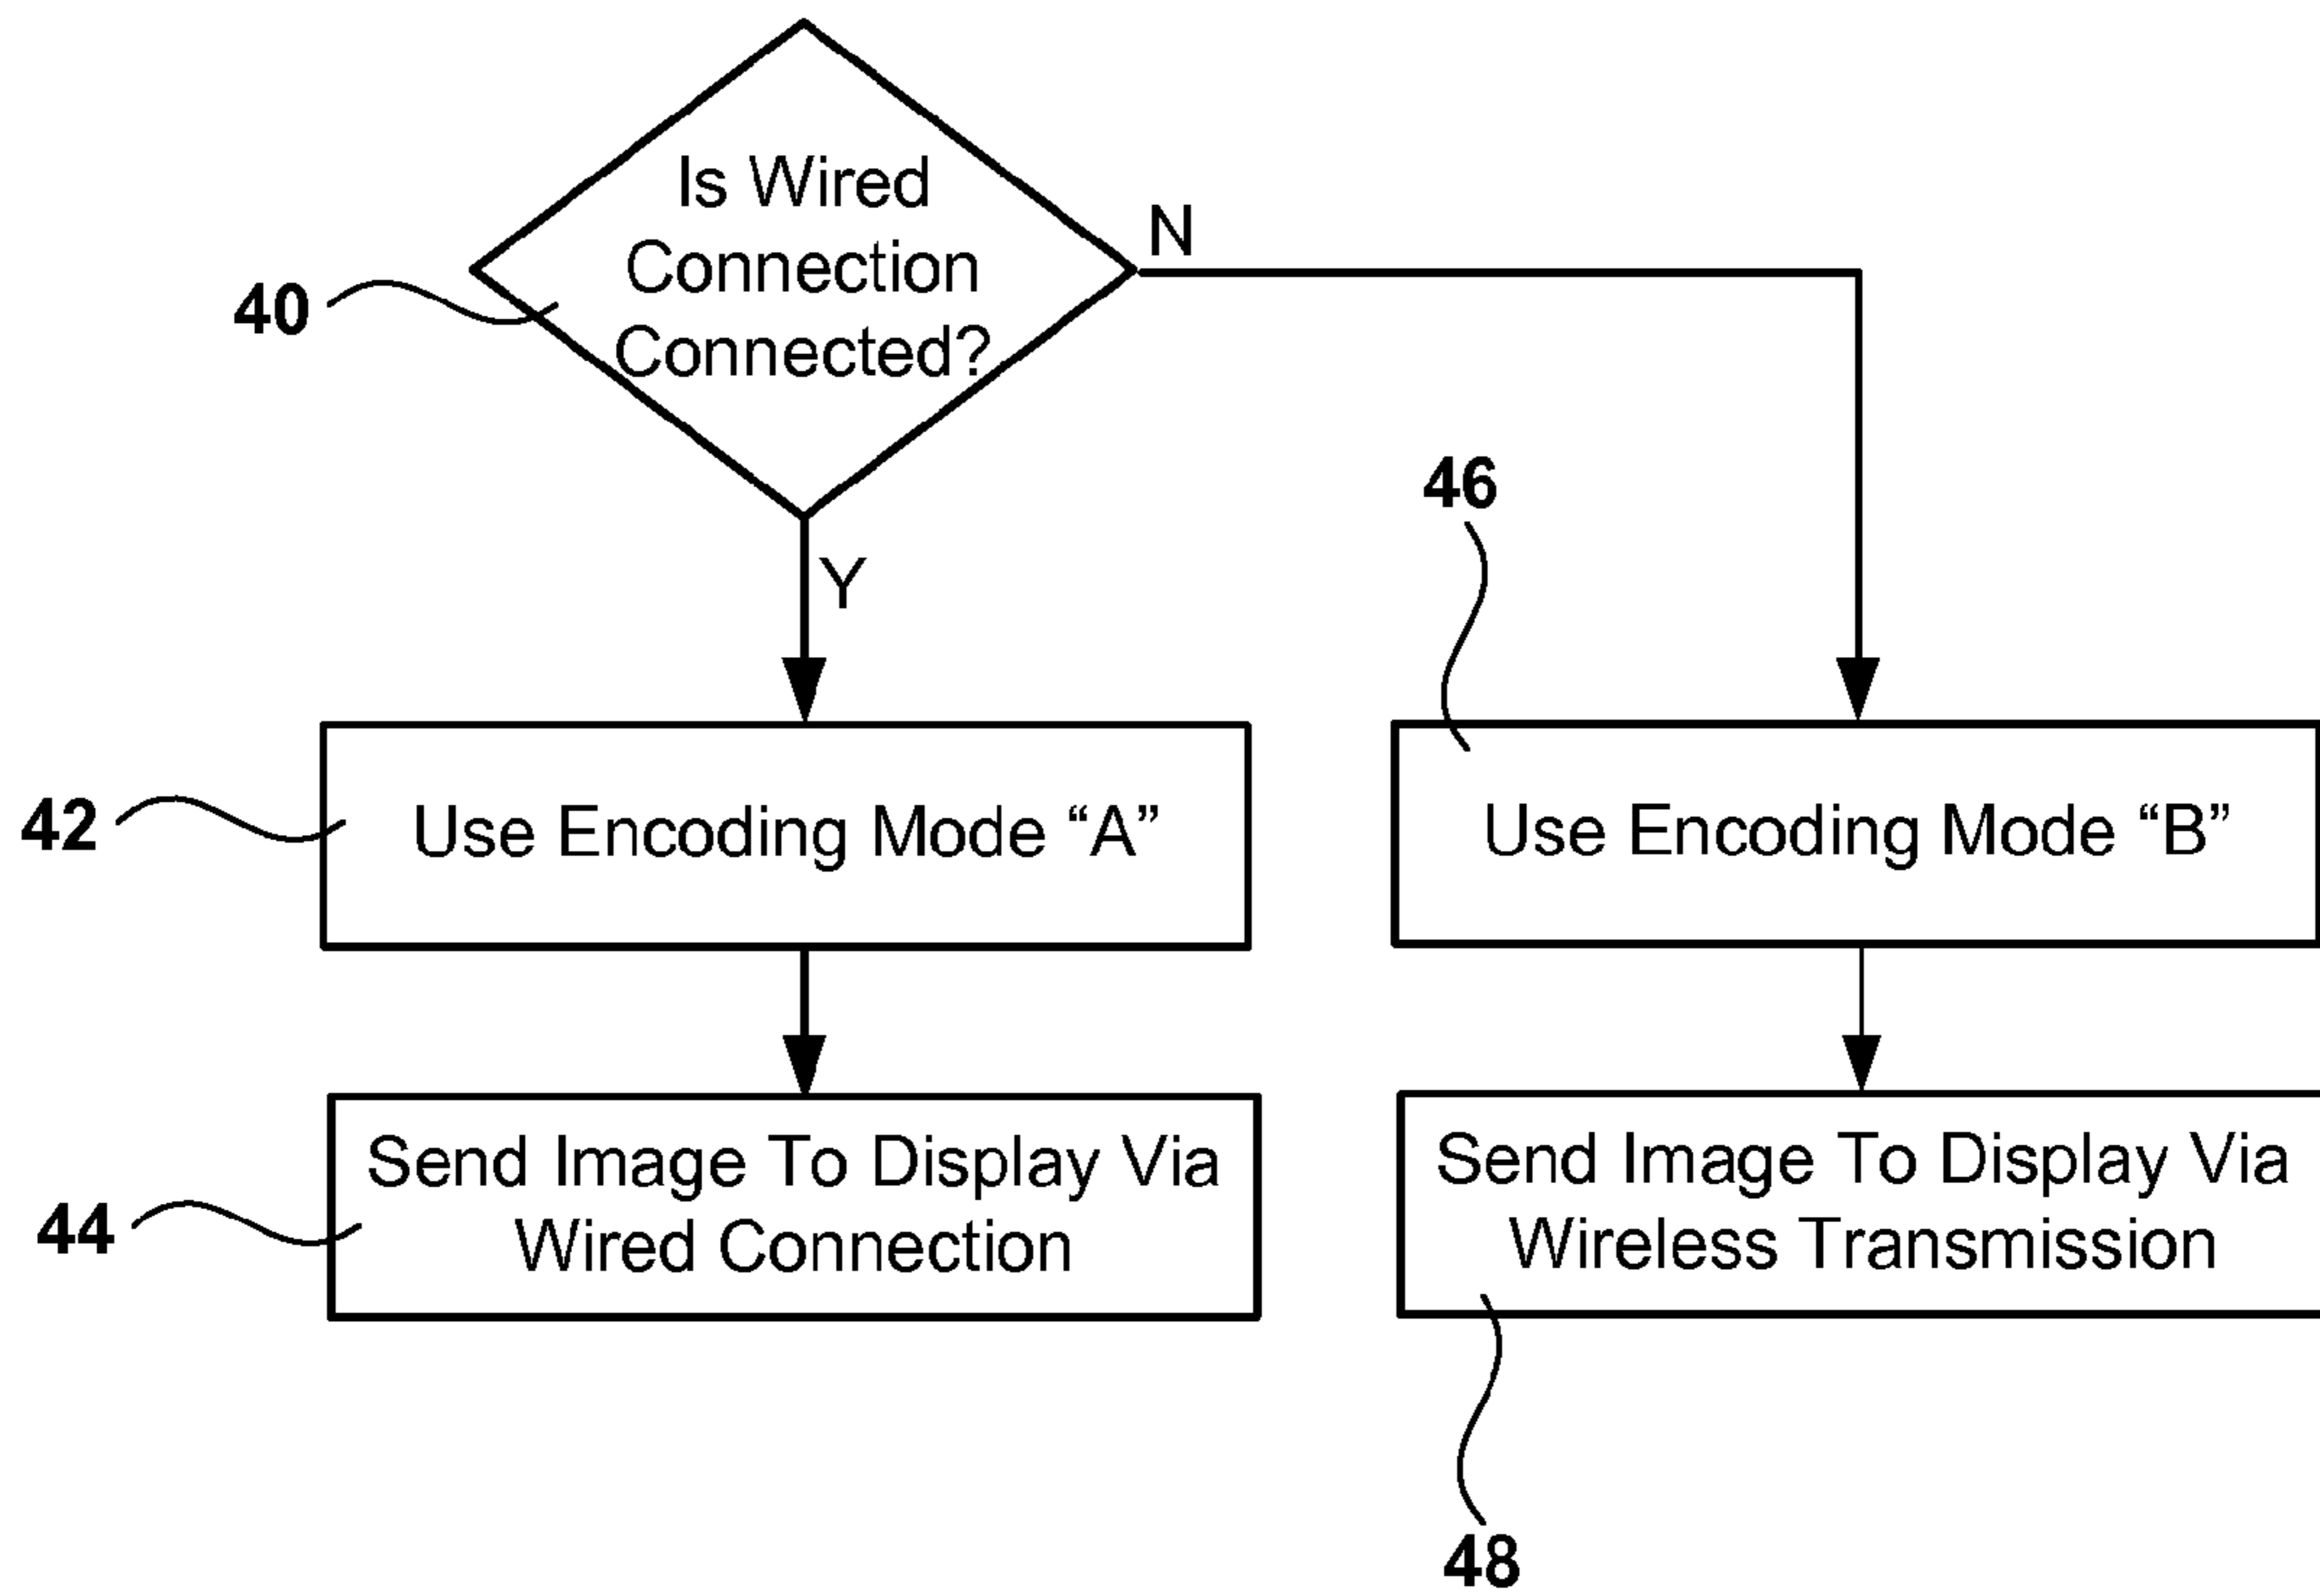 Is Wired
Connection
Connected?
N
40
Y
46
42
Use Encoding Mode “A”
Use Encoding Mode “B”
44
Send Image To Display Via
Wired Connection
Send Image To Display Via
Wireless Transmission
48